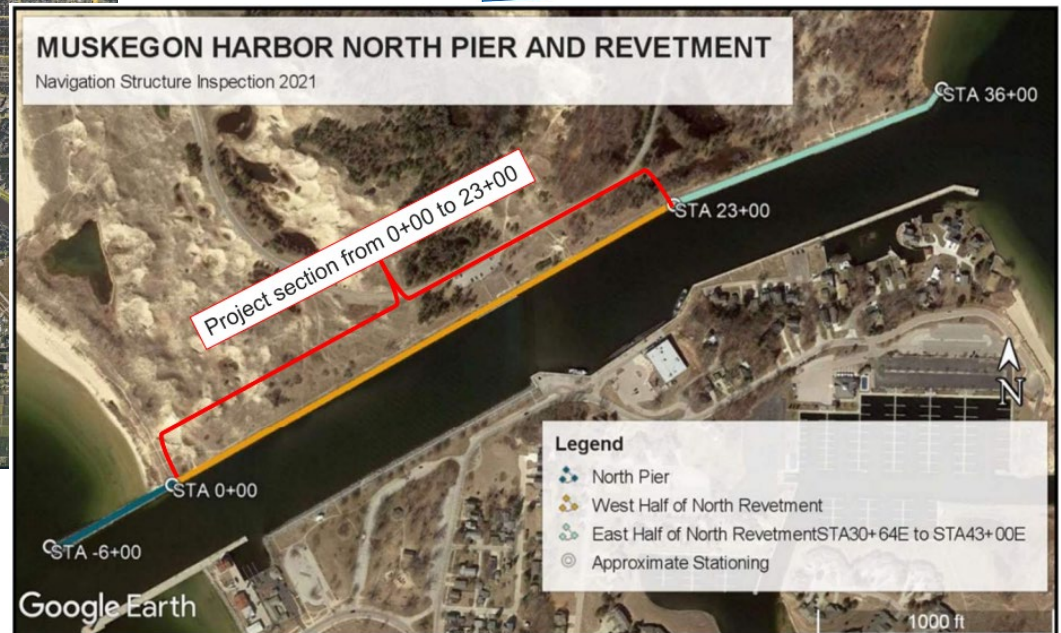 MUSKEGON HARBOR NORTH PIER AND REVETMENT
Navigation Structure Inspection 2021
STA 36+00
STA 23+00
Project section from 0+00 to 23+00
STA 0+00
STA -6+00
N
Legend
North Pier
West Half of North Revetment
East Half of North RevetmentSTA30+64E to STA43+00E
Approximate Stationing
Google Earth
1000 ft